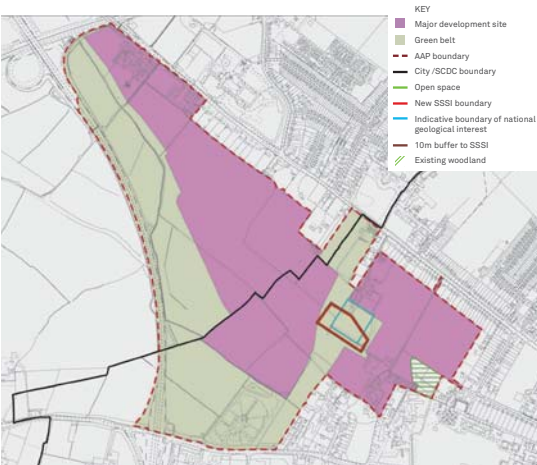 KEY
Major development site
Green belt
AAP boundary
City /SCDC boundary
Open space
New SSSI boundary
Indicative boundary of national
geological interest
10m buffer to SSSI
Existing woodland